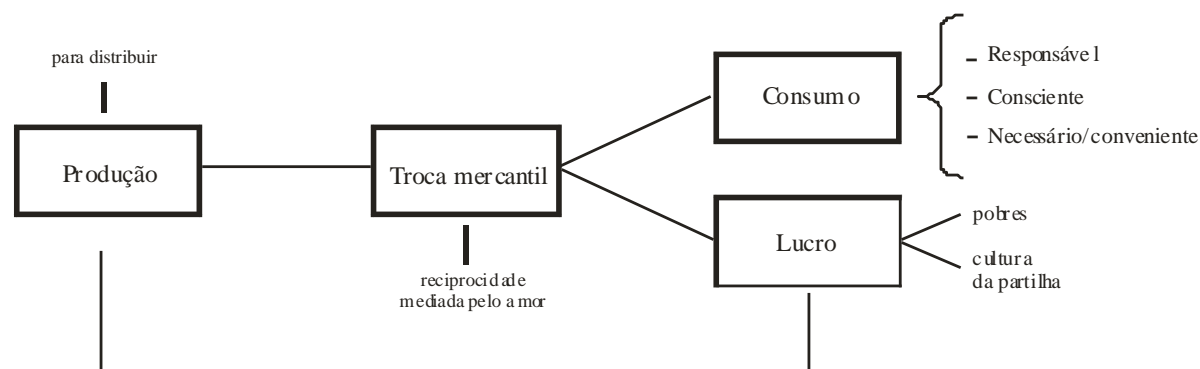 para distribuir
Produção
Troca mercantil
reciprocidade
mediada pelo amor
Consumo
- Responsável
- Consciente
- Necessário/conveniente
Lucro
pobres
cultura
da partilha